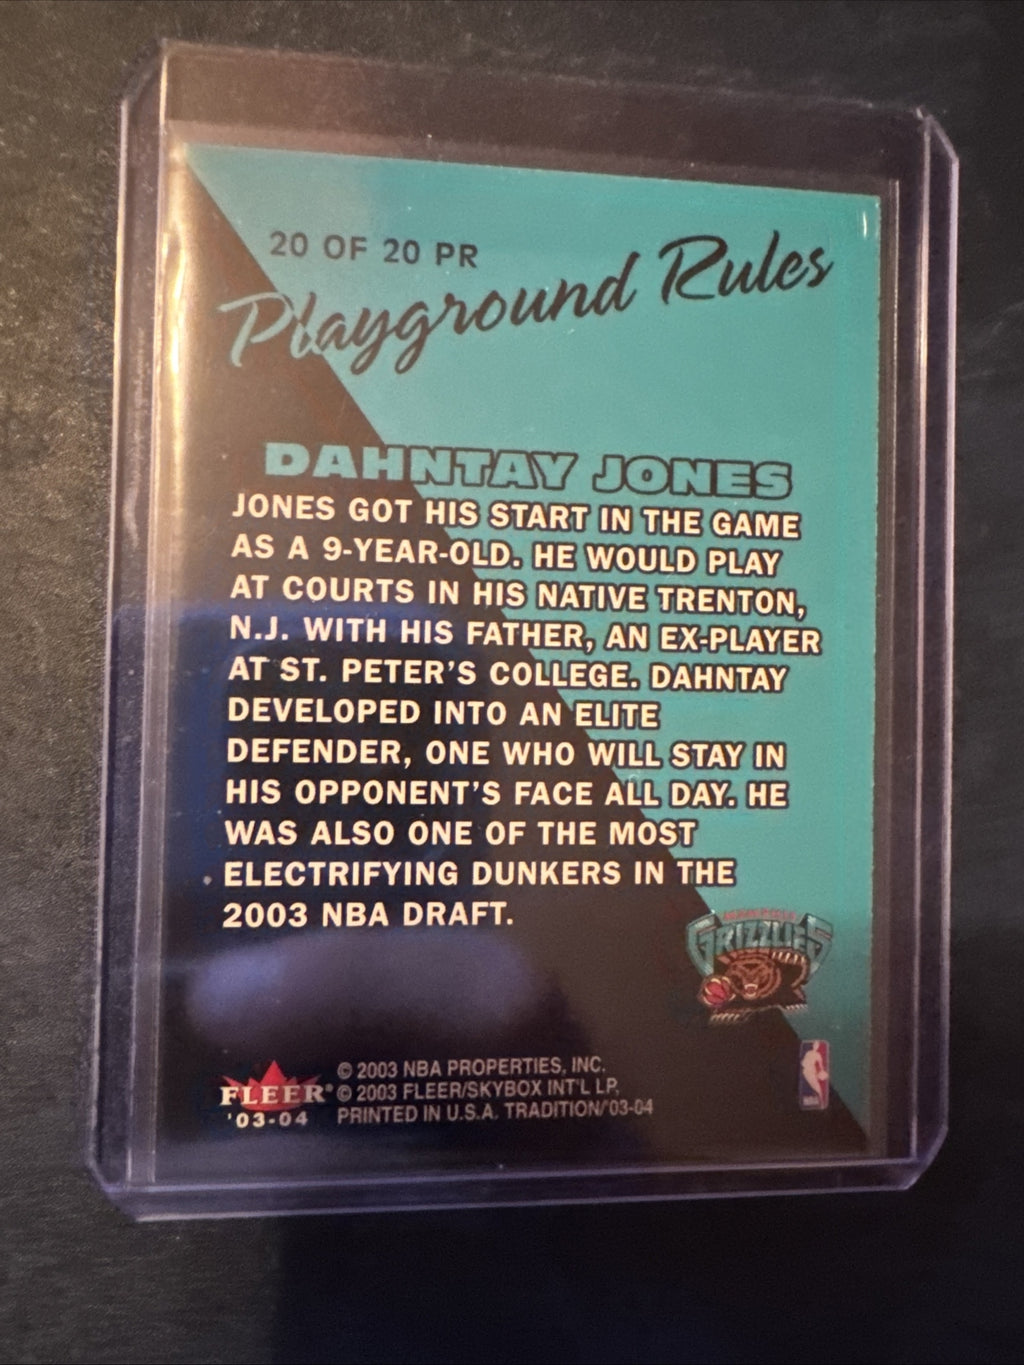 20 OF 20 PR
Playground Rules
DAHNTAY JONES
JONES GOT HIS START IN THE GAME
AS A 9-YEAR-OLD. HE WOULD PLAY
AT COURTS IN HIS NATIVE TRENTON,
N.J. WITH HIS FATHER, AN EX-PLAYER
AT ST. PETER'S COLLEGE. DAHNTAY
DEVELOPED INTO AN ELITE
DEFENDER, ONE WHO WILL STAY IN
HIS OPPONENT'S FACE ALL DAY. HE
WAS ALSO ONE OF THE MOST
ELECTRIFYING DUNKERS IN THE
2003 NBA DRAFT.
GRIZZLIES
© 2003 NBA PROPERTIES, INC.
FLEER® © 2003 FLEER/SKYBOX INT'L LP,
'03-04 PRINTED IN U.S.A. TRADITION/'03-04